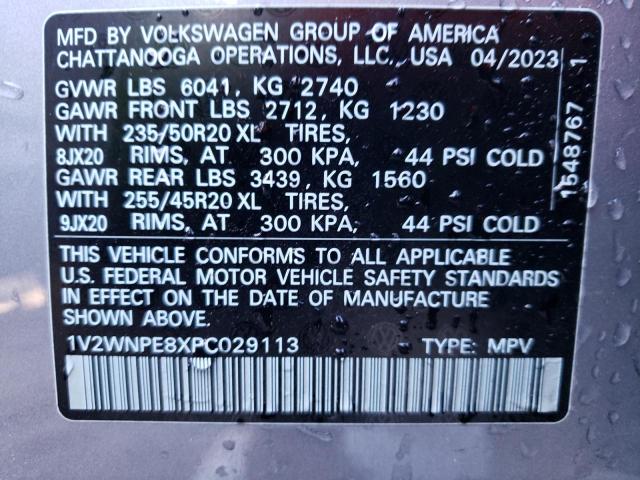 MFD BY VOLKSWAGEN GROUP OF AMERICA
CHATTANOOGA OPERATIONS, LLC, USA 04/2023
GVWR LBS 6041, KG 2740
GAWR FRONT LBS 2712, KG 1230
WITH 235/50R20 XL TIRES,
8JX20 RIMS, AT 300 KPA, 44 PSI COLD
GAWR REAR LBS 3439, KG 1560
WITH 255/45R20 XL TIRES,
9JX20 RIMS, AT 300 KPA, 44 PSI COLD
THIS VEHICLE CONFORMS TO ALL APPLICABLE
U.S. FEDERAL MOTOR VEHICLE SAFETY STANDARDS
IN EFFECT ON THE DATE OF MANUFACTURE
1V2WNPE8XPC029113 TYPE: MPV
1548767 1